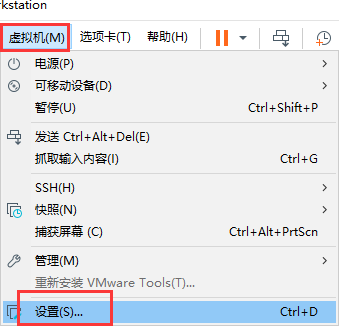 rkstation
虚拟机(M) 选项卡(T) 帮助(H)
电源(P)
可移动设备(D)
暂停(U) Ctrl+Shift+P
发送 Ctrl+Alt+Del(E)
抓取输入内容(I) Ctrl+G
SSH(H)
快照(N)
捕获屏幕 (C) Ctrl+Alt+PrtScn
管理(M)
重新安装 VMware Tools(T)...
设置(S)... Ctrl+D